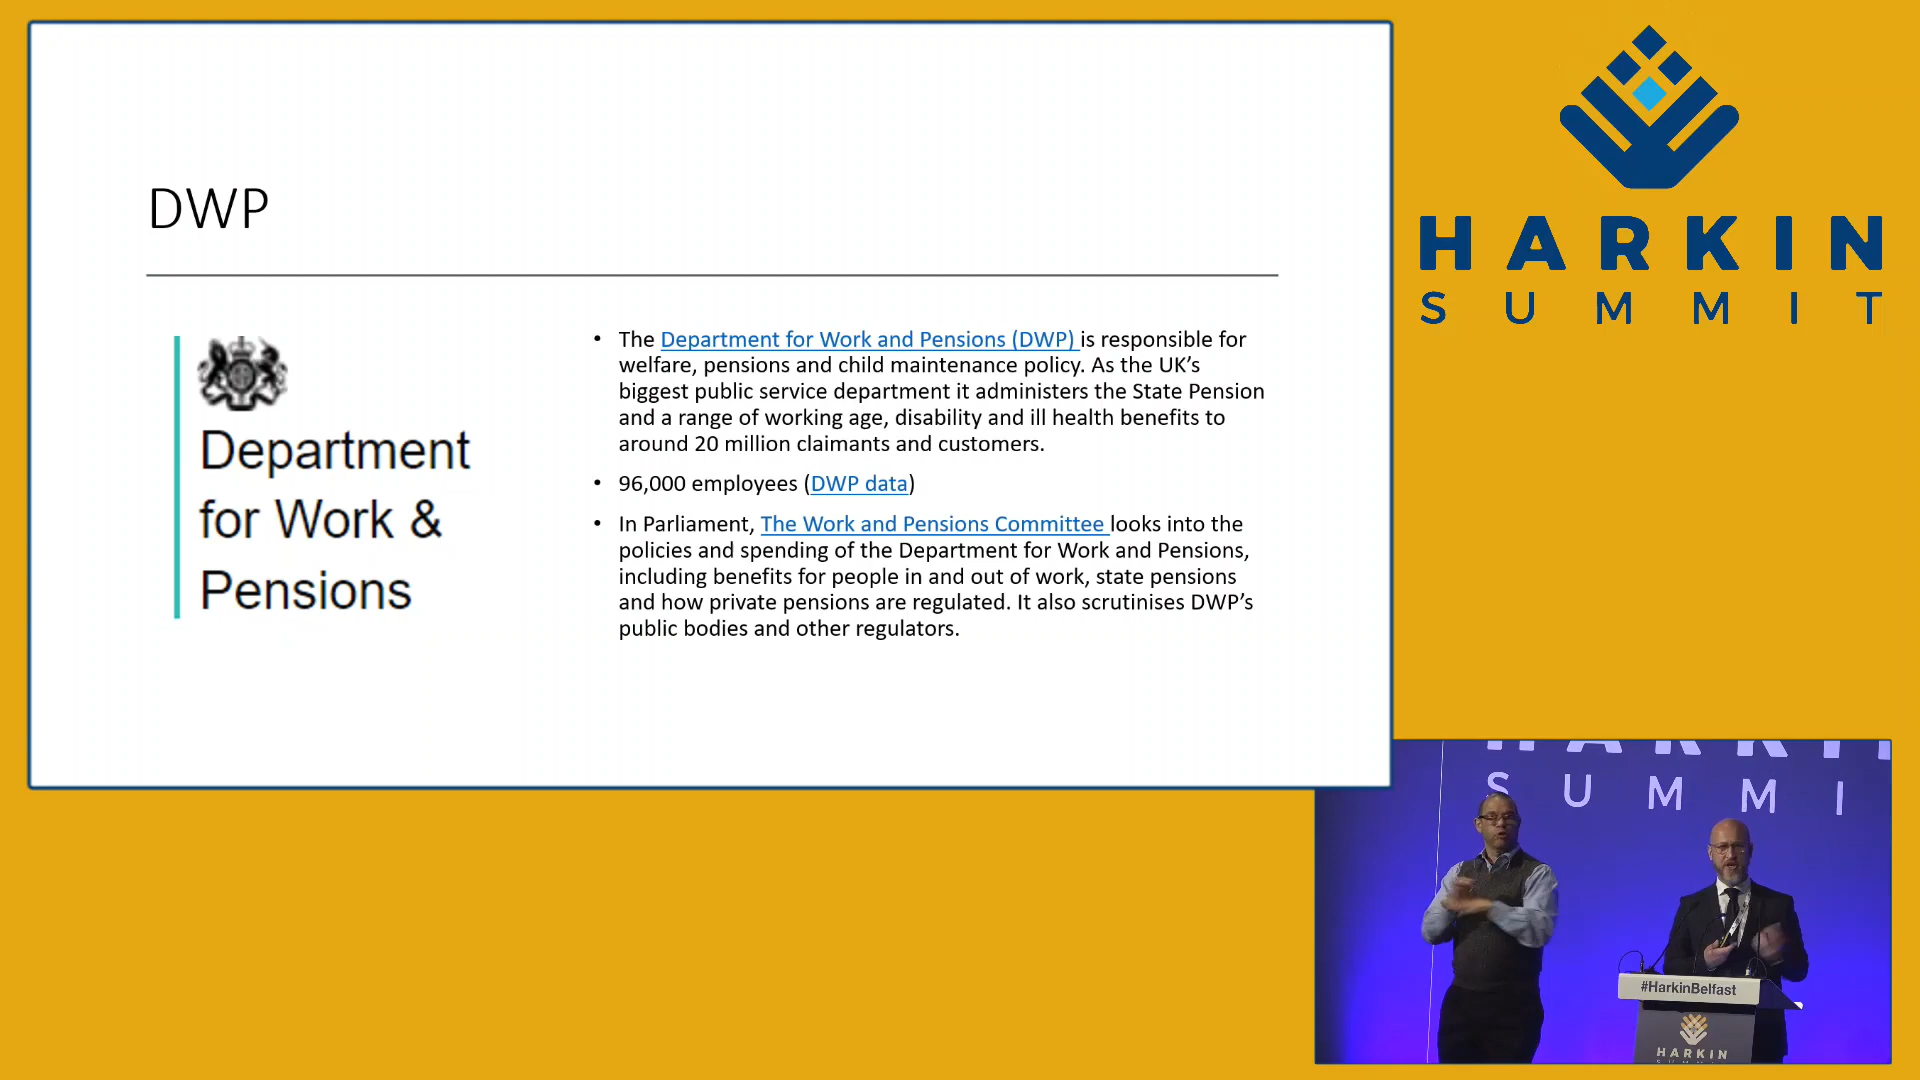 DWP
Department
for Work &
Pensions
• The Department for Work and Pensions (DWP) is responsible for
welfare, pensions and child maintenance policy. As the UK’s
biggest public service department it administers the State Pension
and a range of working age, disability and ill health benefits to
around 20 million claimants and customers.
• 96,000 employees (DWP data)
• In Parliament, The Work and Pensions Committee looks into the
policies and spending of the Department for Work and Pensions,
including benefits for people in and out of work, state pensions
and how private pensions are regulated. It also scrutinises DWP’s
public bodies and other regulators.
HARKIN
SUMMIT
HARKI
SUMMI
#HarkinBelfast
HARKIN